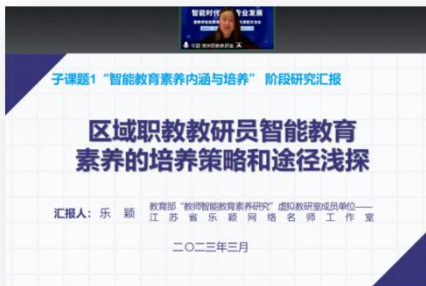 智能时代
专业发展
子课题1“智能教育素养内涵与培养” 阶段研究汇报
区域职教教研员智能教育
素养的培养策略和途径浅探
汇报人：乐 颖
教育部“教师智能教育素养研究”虚拟教研室成员单位——
江苏省乐颖网络名师工作室
二〇二三年三月